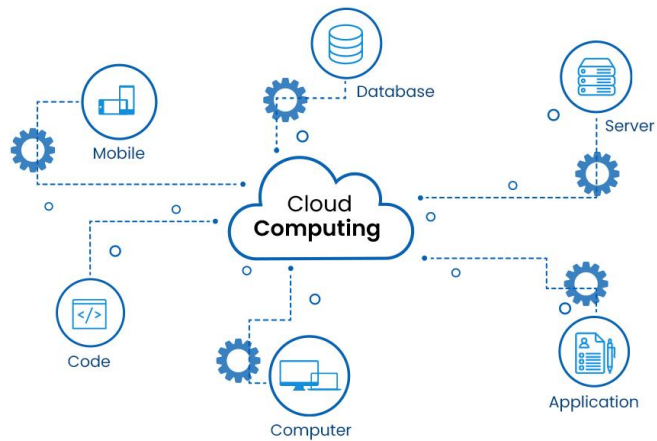 Database
Server
Mobile
Cloud
Computing
</>
Code
Application
Computer